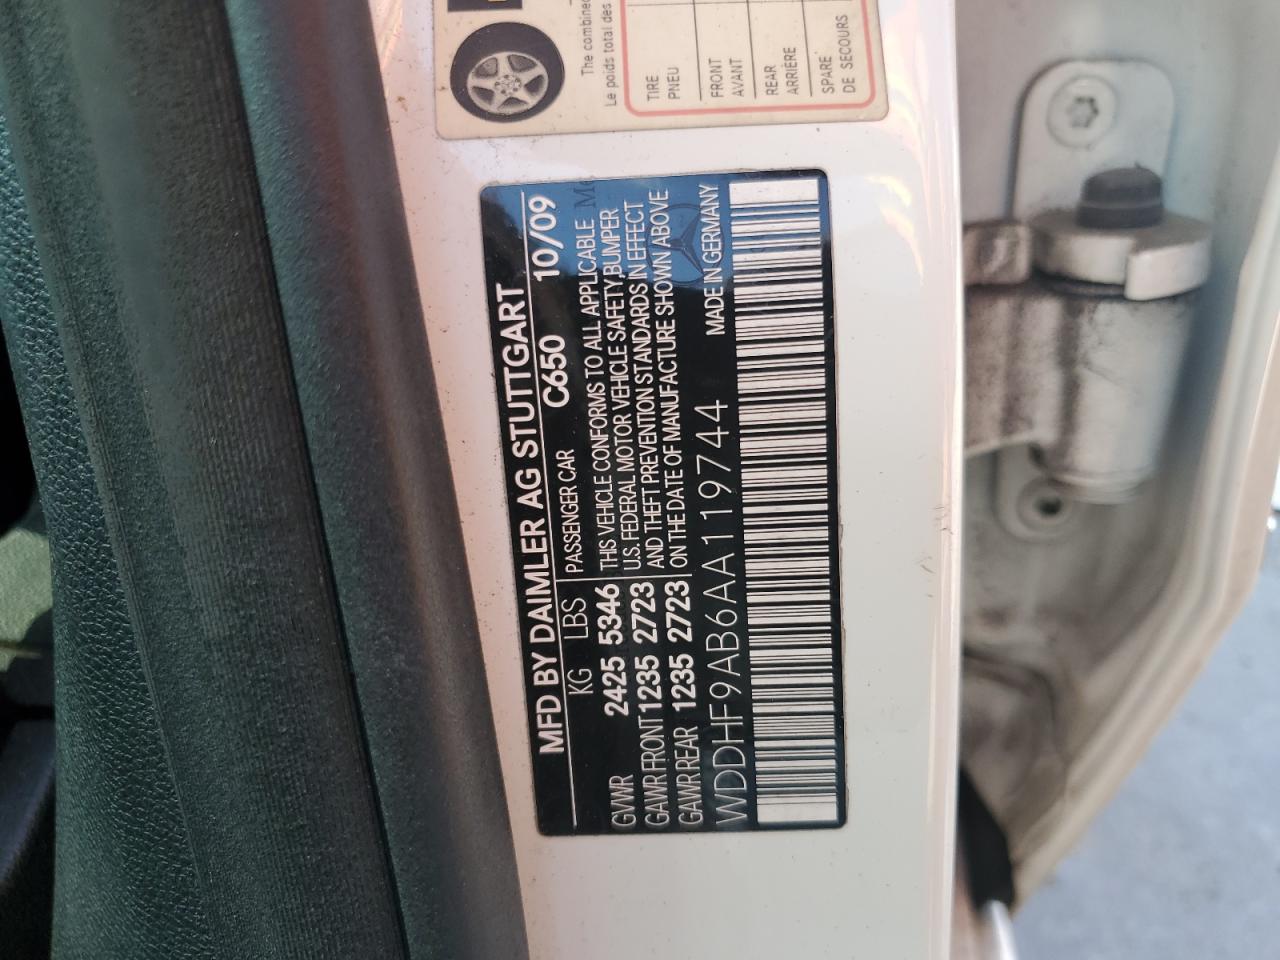 MFD BY DAIMLER AG STUTTGART
KG LBS PASSENGER CAR C650 10/09
GVWR 2425 5346 THIS VEHICLE CONFORMS TO ALL APPLICABLE
U.S. FEDERAL MOTOR VEHICLE SAFETY,BUMPER
GAWR FRONT 1235 2723 AND THEFT PREVENTION STANDARDS IN EFFECT
GAWR REAR 1235 2723 ON THE DATE OF MANUFACTURE SHOWN ABOVE
WDDHF9AB6AA119744 MADE IN GERMANY
The combined
Le poids total des
TIRE
PNEU
FRONT
AVANT
REAR
ARRIÈRE
SPARE
DE SECOURS